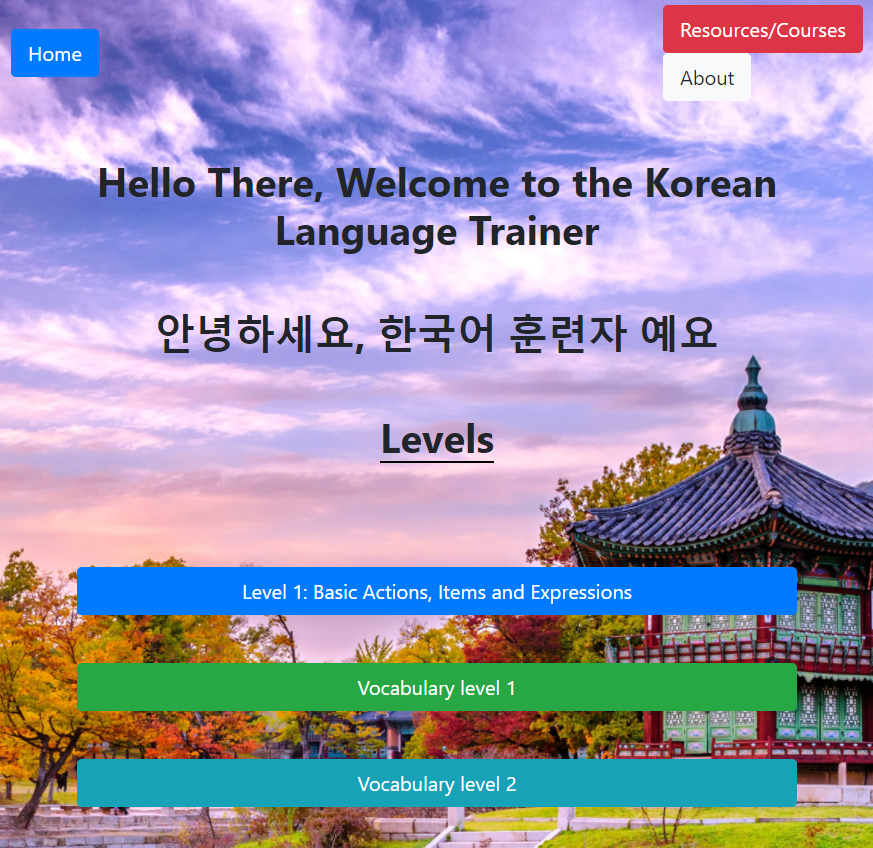 Home
Resources/Courses
About
Hello There, Welcome to the Korean
Language Trainer
안녕하세요, 한국어 훈련자 예요
Levels
Level 1: Basic Actions, Items and Expressions
Vocabulary level 1
Vocabulary level 2